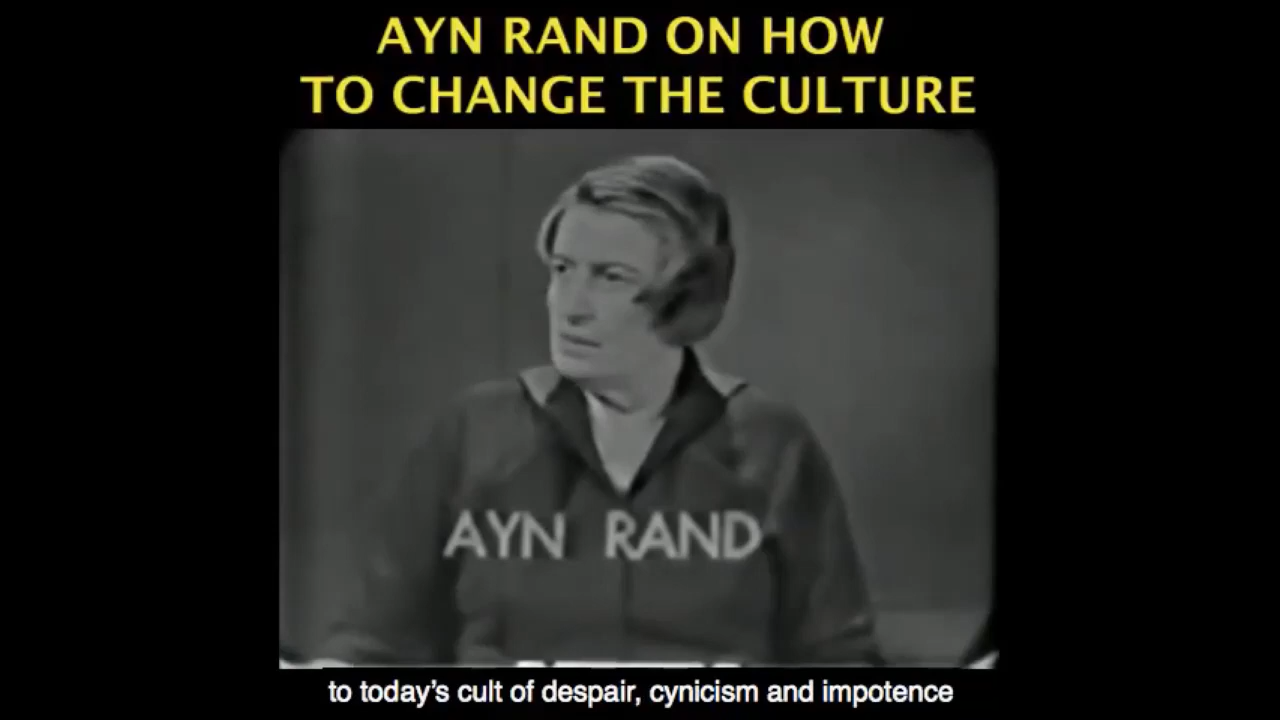 AYN RAND ON HOW
TO CHANGE THE CULTURE
AYN RAND
to today's cult of despair, cynicism and impotence